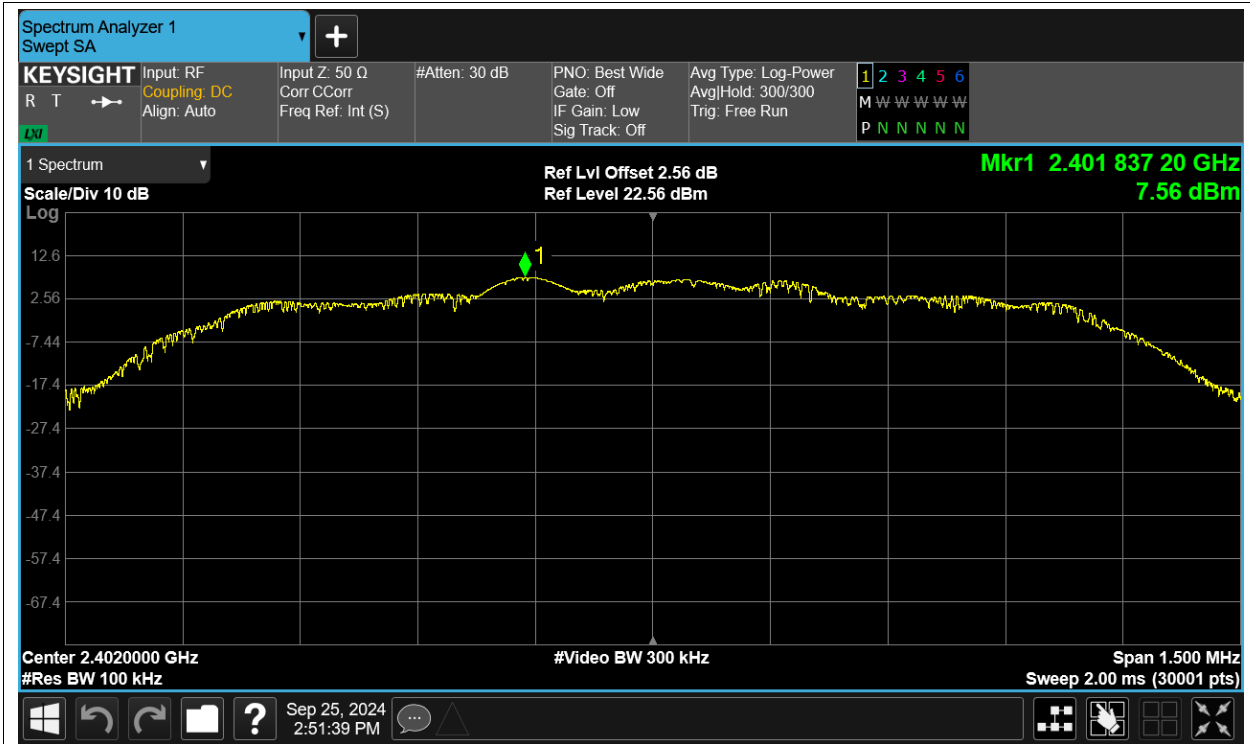 Spectrum Analyzer 1
Swept SA
KEYSIGHT
R T
LXI
Input: RF
Coupling: DC
Align: Auto
Input Z: 50 Ω
Corr CCorr
Freq Ref: Int (S)
#Atten: 30 dB
PNO: Best Wide
Gate: Off
IF Gain: Low
Sig Track: Off
Avg Type: Log-Power
Avg|Hold: 300/300
Trig: Free Run
1 2 3 4 5 6
M W W W W W
P N N N N N
1 Spectrum
Scale/Div 10 dB
Log
Ref Lvl Offset 2.56 dB
Ref Level 22.56 dBm
Mkr1 2.401 837 20 GHz
7.56 dBm
1
12.6
2.56
-7.44
-17.4
-27.4
-37.4
-47.4
-57.4
-67.4
Center 2.4020000 GHz
#Res BW 100 kHz
#Video BW 300 kHz
Span 1.500 MHz
Sweep 2.00 ms (30001 pts)
?
Sep 25, 2024
2:51:39 PM